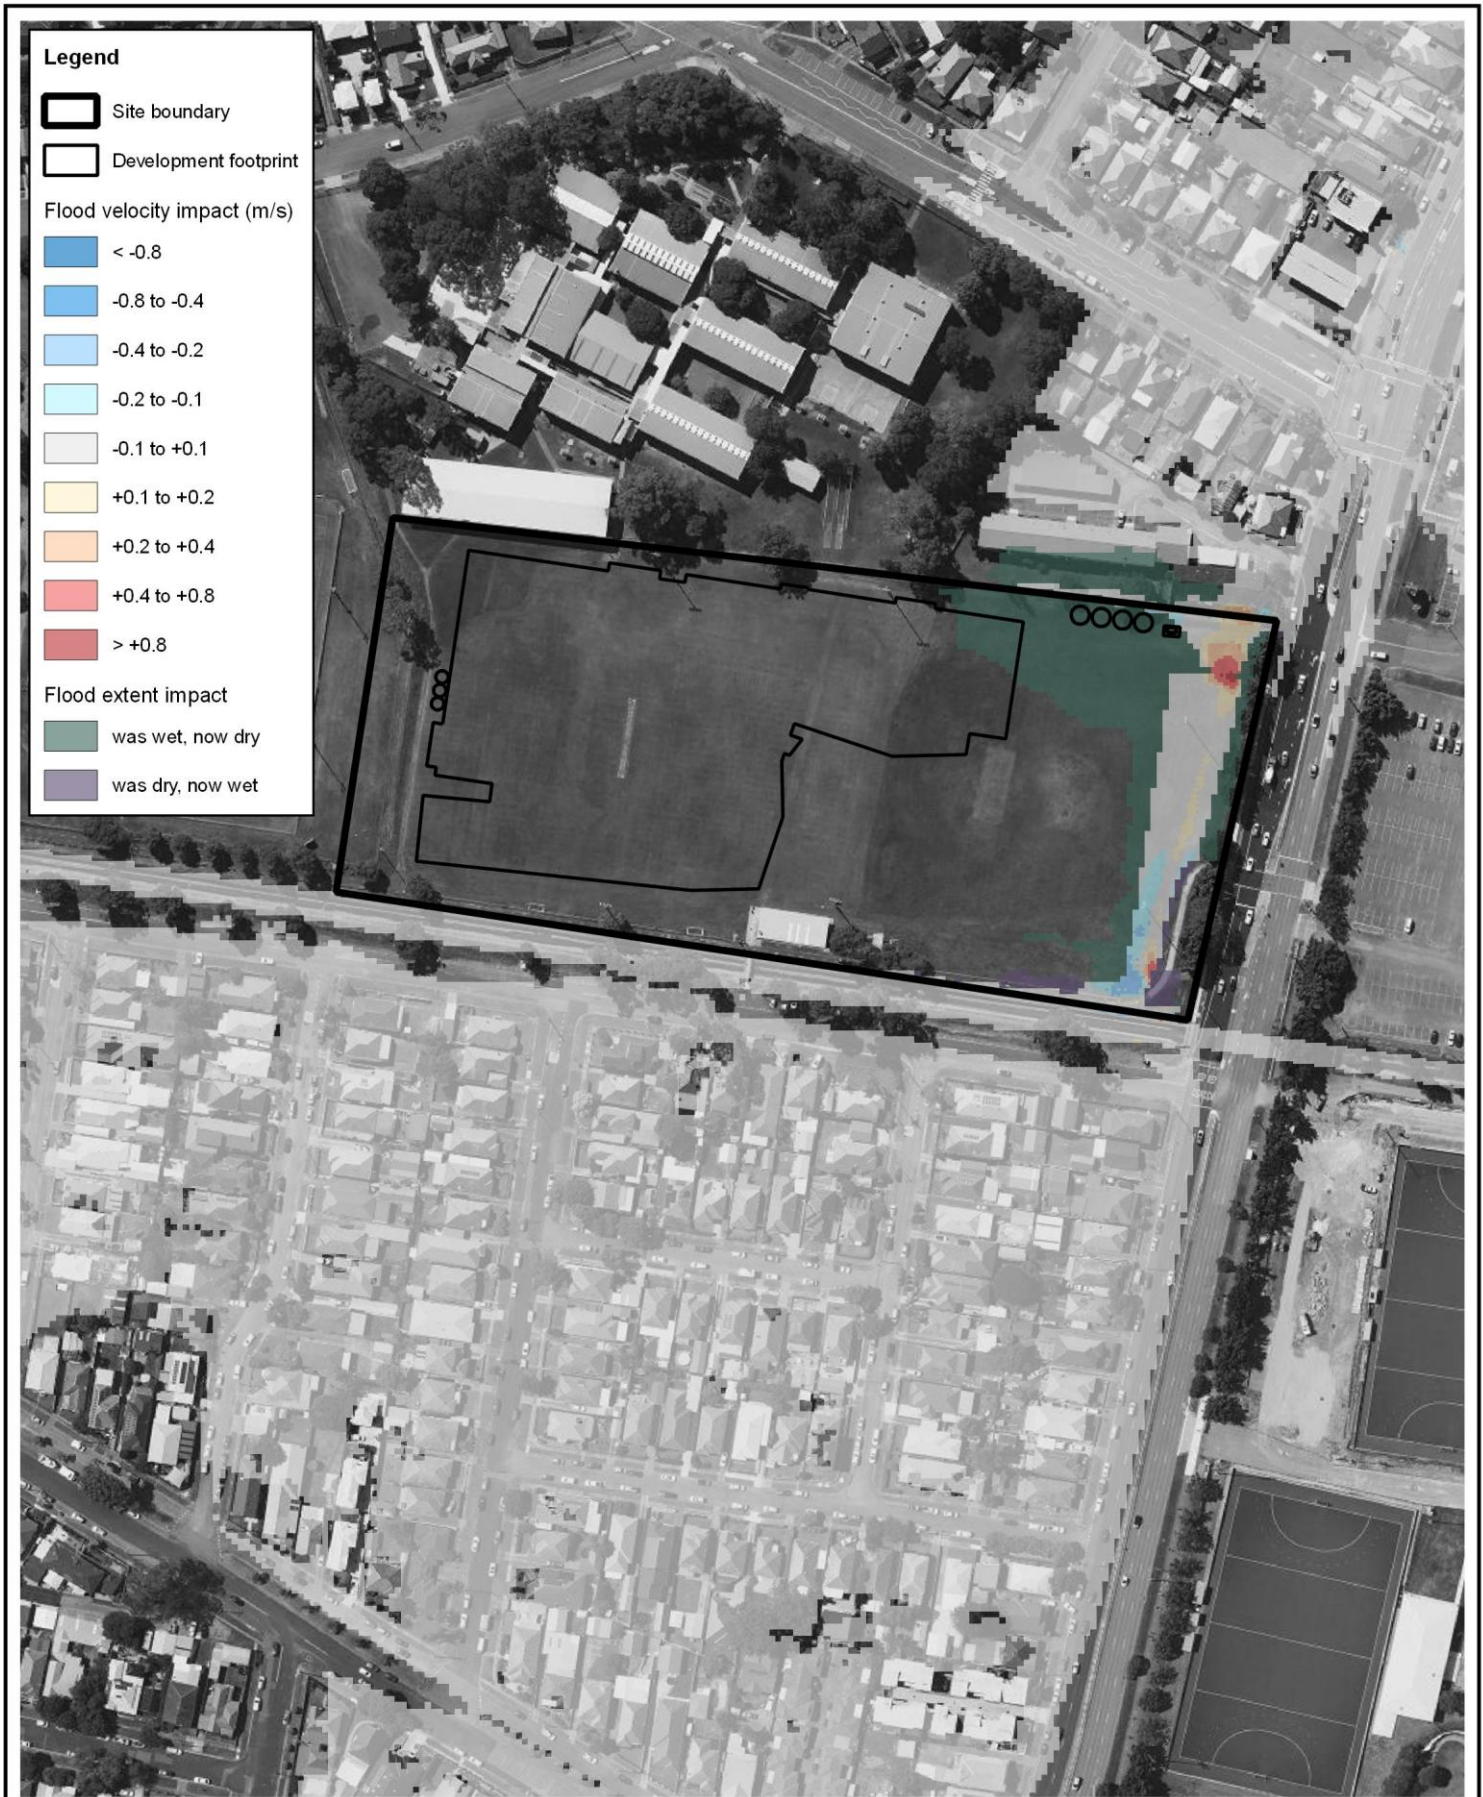 Legend
Site boundary
Development footprint
Flood velocity impact (m/s)
< -0.8
-0.8 to -0.4
-0.4 to -0.2
-0.2 to -0.1
-0.1 to +0.1
+0.1 to +0.2
+0.2 to +0.4
+0.4 to +0.8
> +0.8
Flood extent impact
was wet, now dry
was dry, now wet